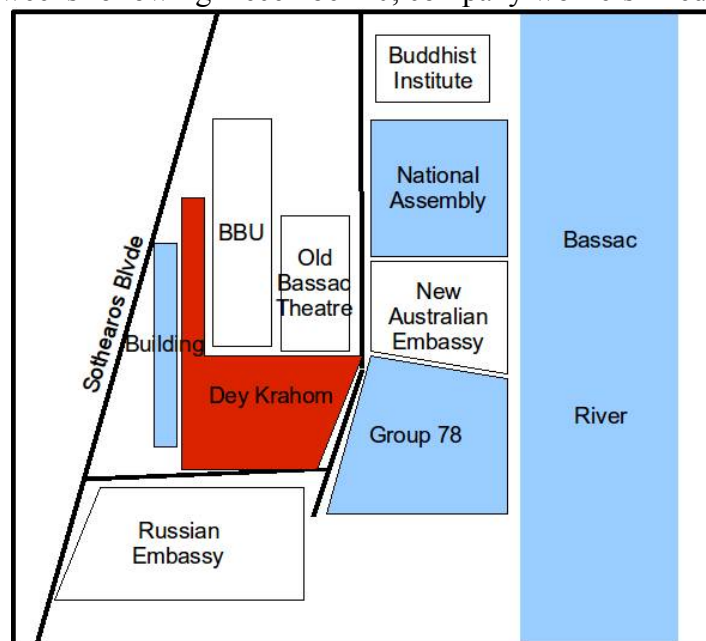 Buddhist
Institute
National
Assembly
BBU
Bassac
Old
Bassac
Theatre
Sothearos Blvde
New
Australian
Embassy
Building
Dey Krahom
Group 78
River
Russian
Embassy